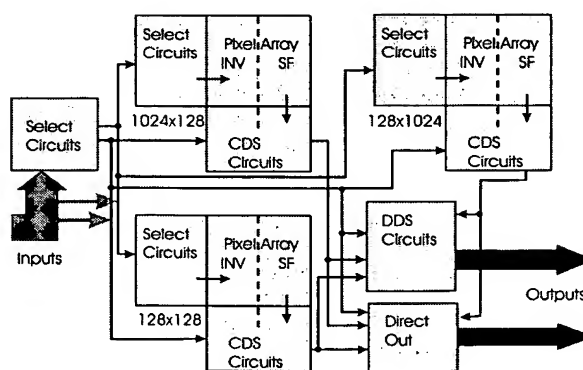 Select
Circuits
Pixel Array
INV
SF
1024x128
CDS
Circuits
Select
Circuits
Pixel Array
INV
SF
128x1024
CDS
Circuits
Select
Circuits
Inputs
Select
Circuits
Pixel Array
INV
SF
128x128
CDS
Circuits
DDS
Circuits
Outputs
Direct
Out